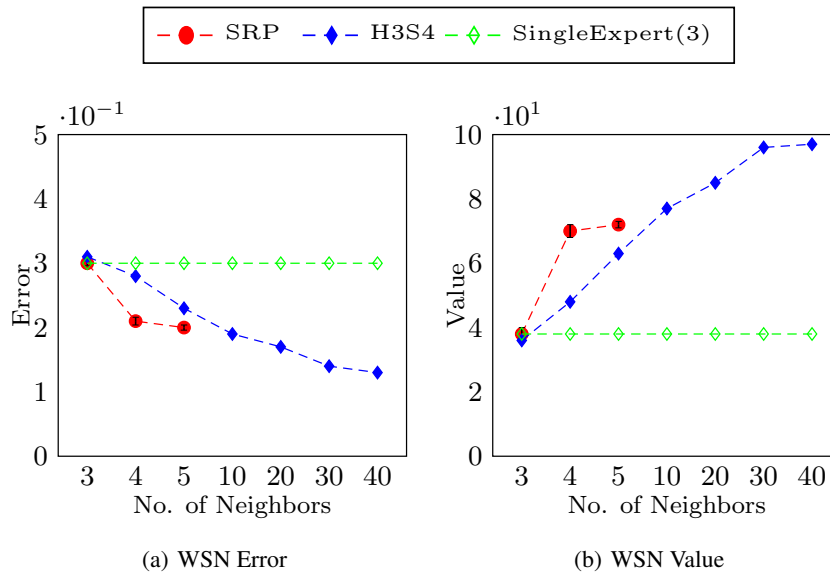 SRP H3S4 SingleExpert(3)
·10⁻¹
5
4
3
2
1
0
Error
3 4 5 10 20 30 40
No. of Neighbors
(a) WSN Error
·10¹
10
8
6
4
2
0
Value
3 4 5 10 20 30 40
No. of Neighbors
(b) WSN Value